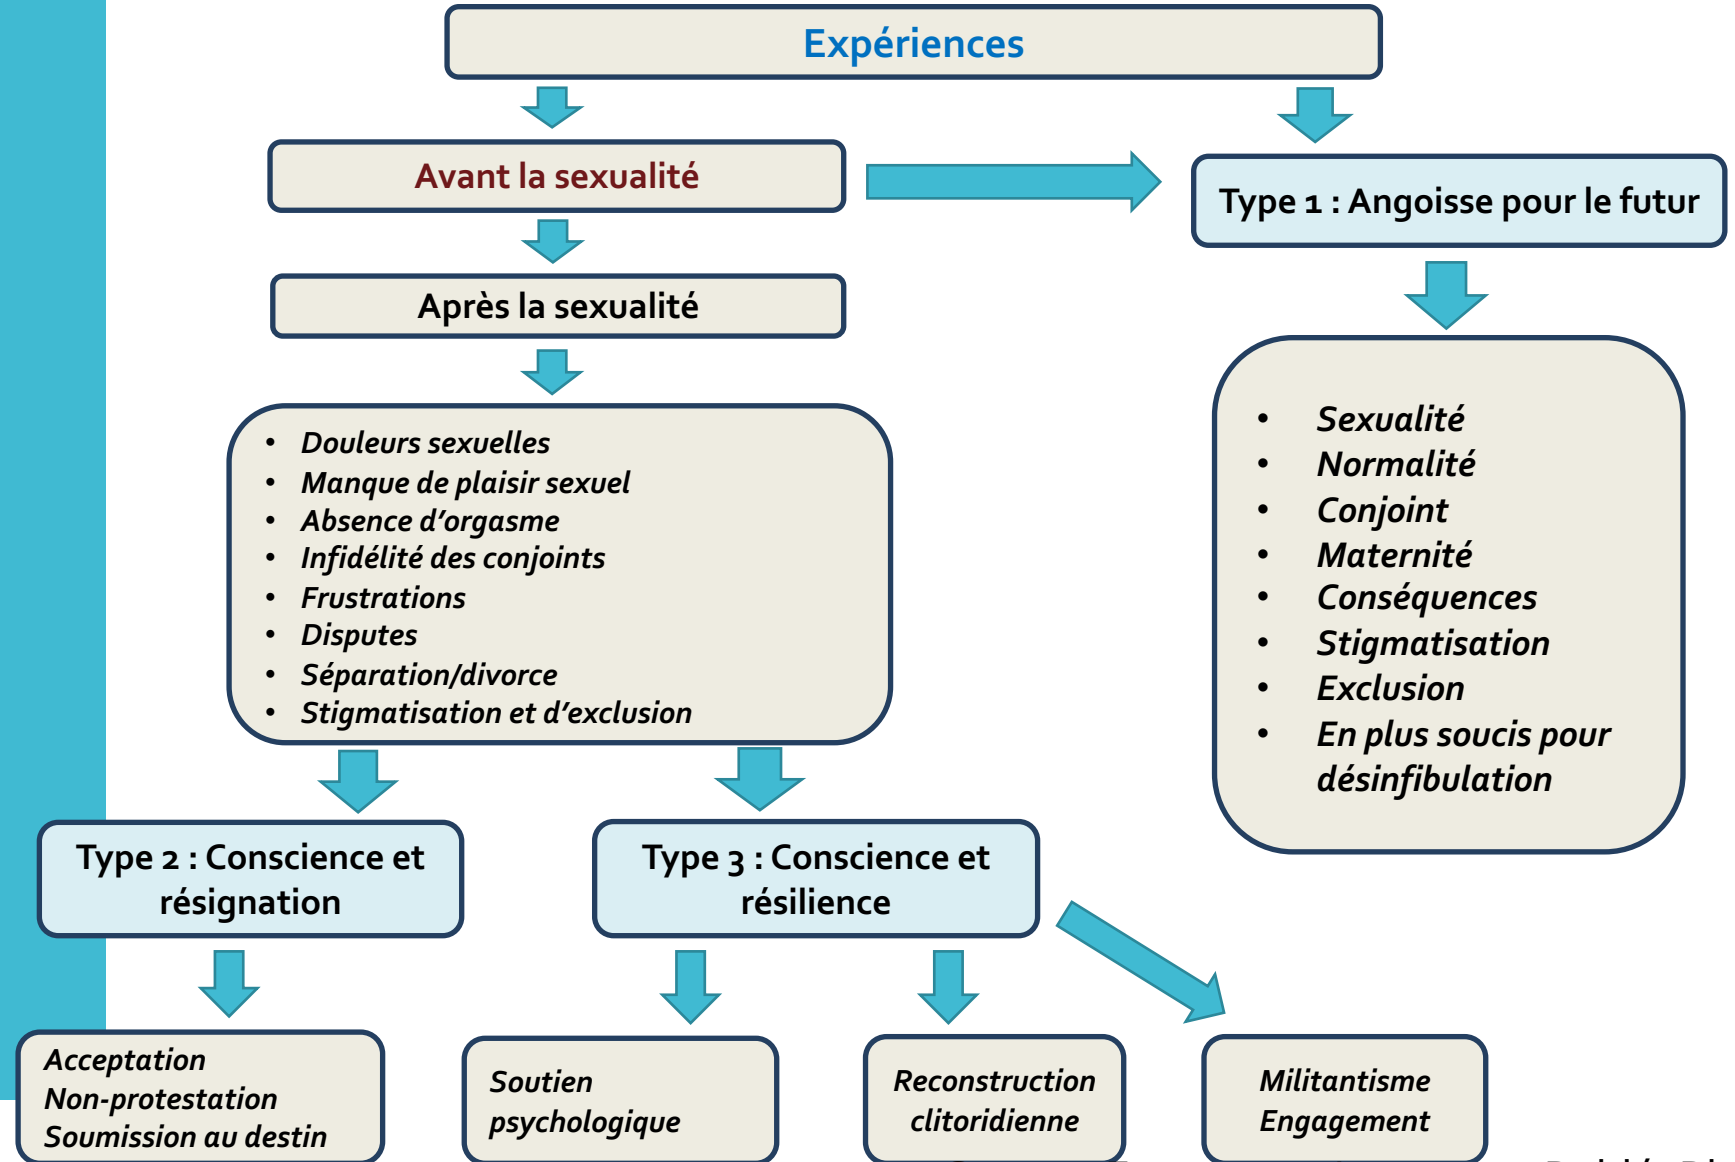 Expériences
Avant la sexualité
Type 1 : Angoisse pour le futur
Après la sexualité
• Douleurs sexuelles
• Manque de plaisir sexuel
• Absence d'orgasme
• Infidélité des conjoints
• Frustrations
• Disputes
• Séparation/divorce
• Stigmatisation et d'exclusion
• Sexualité
• Normalité
• Conjoint
• Maternité
• Conséquences
• Stigmatisation
• Exclusion
• En plus soucis pour
désinfibulation
Type 2 : Conscience et
résignation
Type 3 : Conscience et
résilience
Acceptation
Non-protestation
Soumission au destin
Soutien
psychologique
Reconstruction
clitoridienne
Militantisme
Engagement